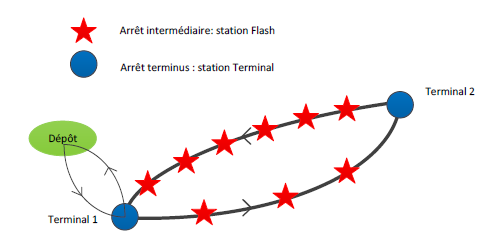 Arrêt intermédiaire: station Flash
Arrêt terminus : station Terminal
Terminal 2
Dépôt
Terminal 1